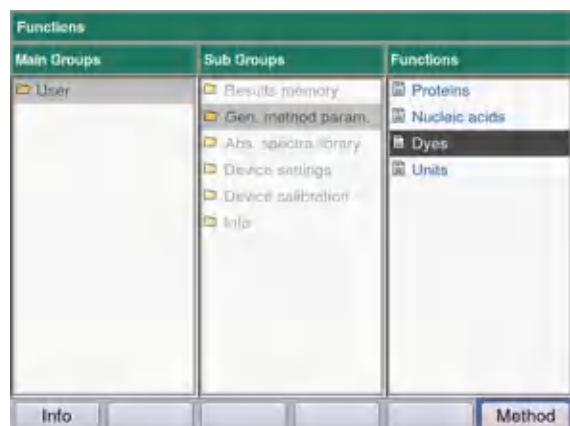 Functions
Main Groups
Sub Groups
Functions
User
Results memory
Gen. method param.
Abs. spectra library
Device settings
Device calibration
Info
Proteins
Nucleic acids
Dyes
Units
Info
Method